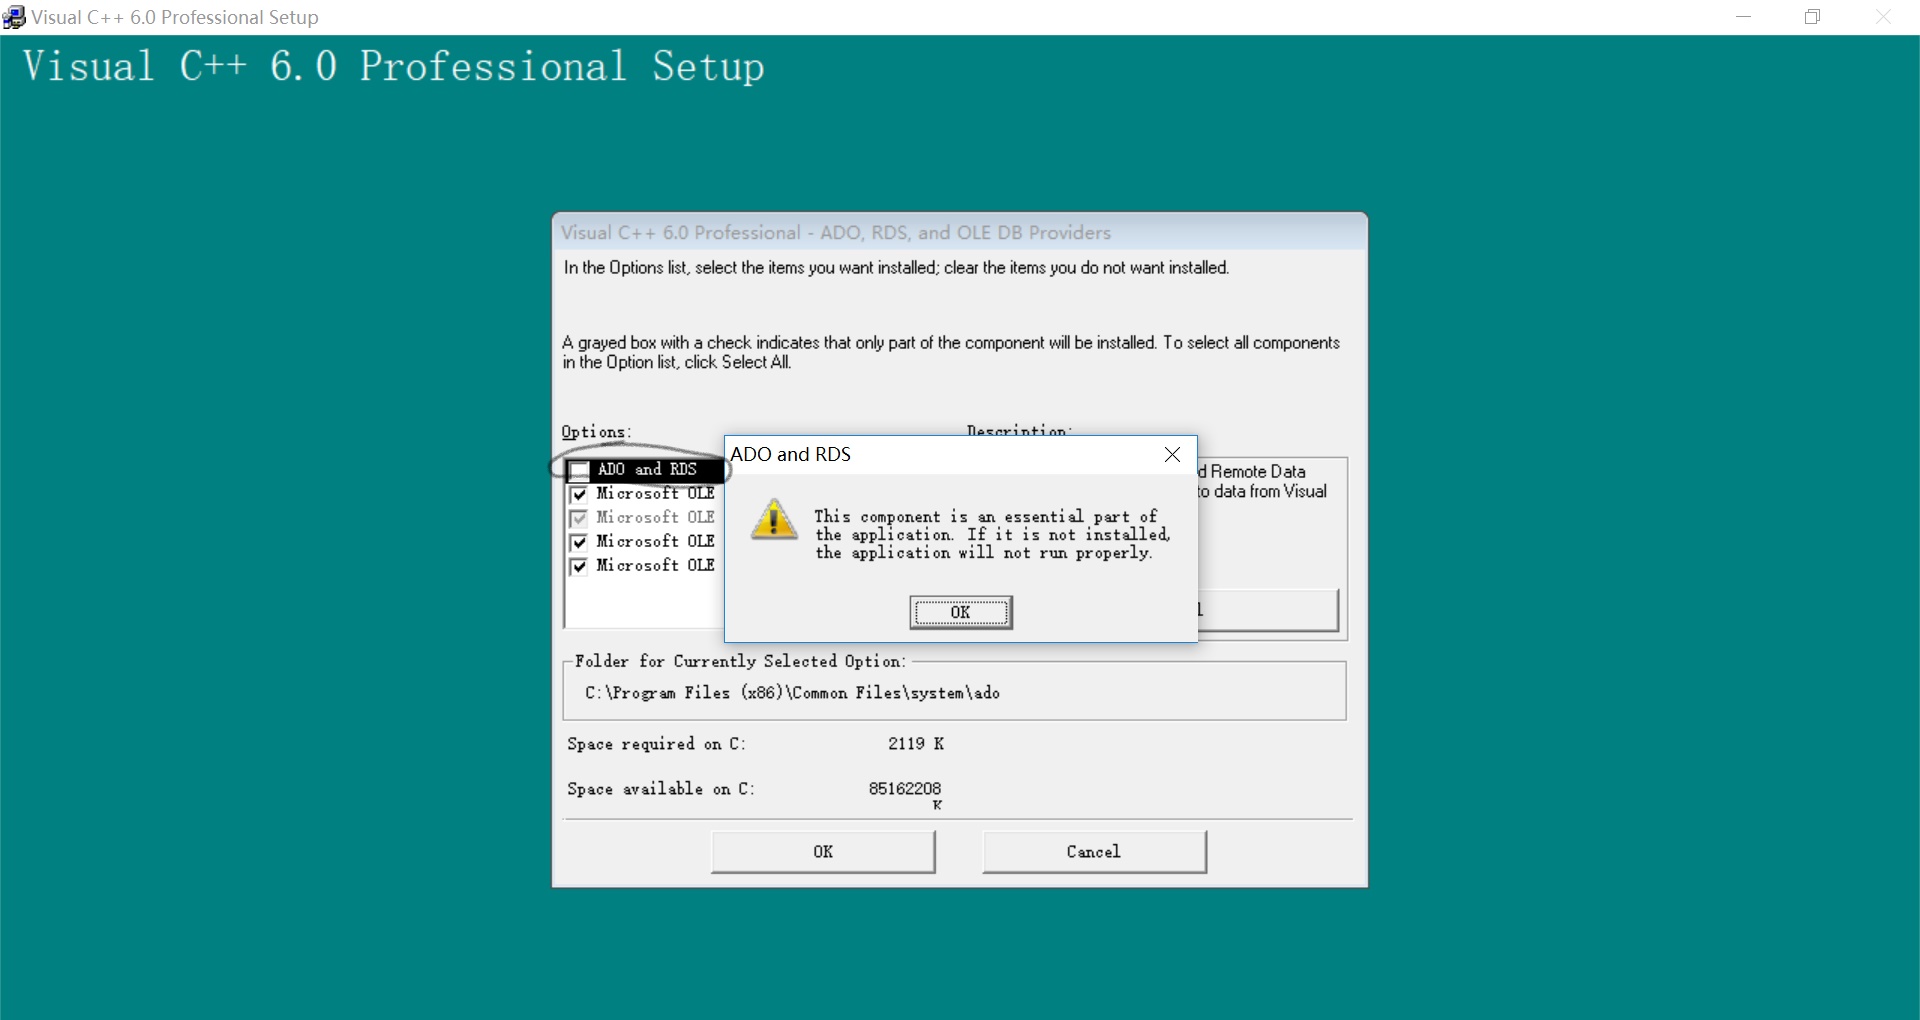 Visual C++ 6.0 Professional Setup
Visual C++ 6.0 Professional Setup
Visual C++ 6.0 Professional - ADO, RDS, and OLE DB Providers
In the Options list, select the items you want installed; clear the items you do not want installed.
A grayed box with a check indicates that only part of the component will be installed. To select all components
in the Option list, click Select All.
Options:
Description:
ADO and RDS
Microsoft OLE
Microsoft OLE
Microsoft OLE
Microsoft OLE
ADO and RDS
This component is an essential part of
the application. If it is not installed,
the application will not run properly.
OK
d Remote Data
to data from Visual
l
Folder for Currently Selected Option:
C:\Program Files (x86)\Common Files\system\ado
Space required on C: 2119 K
Space available on C: 85162208
K
OK
Cancel